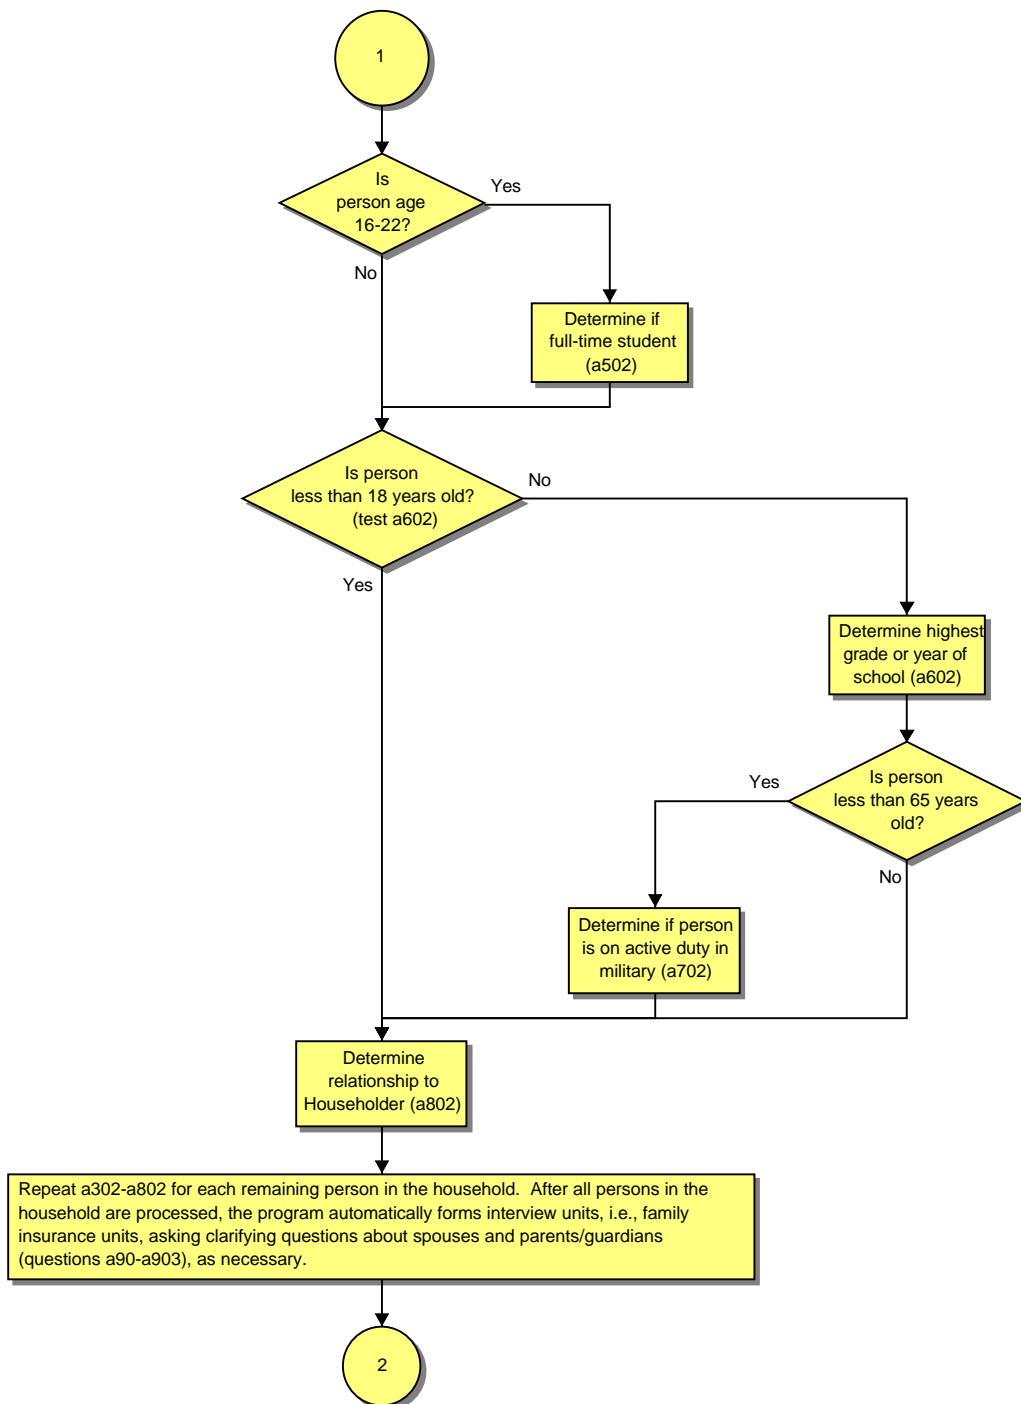 1
Is
person age
16-22?
Yes
No
Determine if
full-time student
(a502)
Is person
less than 18 years old?
(test a602)
No
Yes
Determine highest
grade or year of
school (a602)
Is person
less than 65 years
old?
Yes
No
Determine if person
is on active duty in
military (a702)
Determine
relationship to
Householder (a802)
Repeat a302-a802 for each remaining person in the household.  After all persons in the
household are processed, the program automatically forms interview units, i.e., family
insurance units, asking clarifying questions about spouses and parents/guardians
(questions a90-a903), as necessary.
2